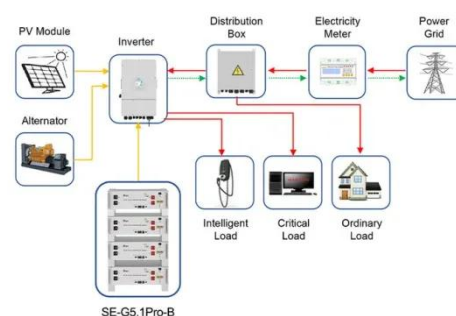 PV Module
Inverter
Distribution
Box
Electricity
Meter
Power
Grid
Alternator
Intelligent
Load
Critical
Load
Ordinary
Load
SE-G5.1Pro-B